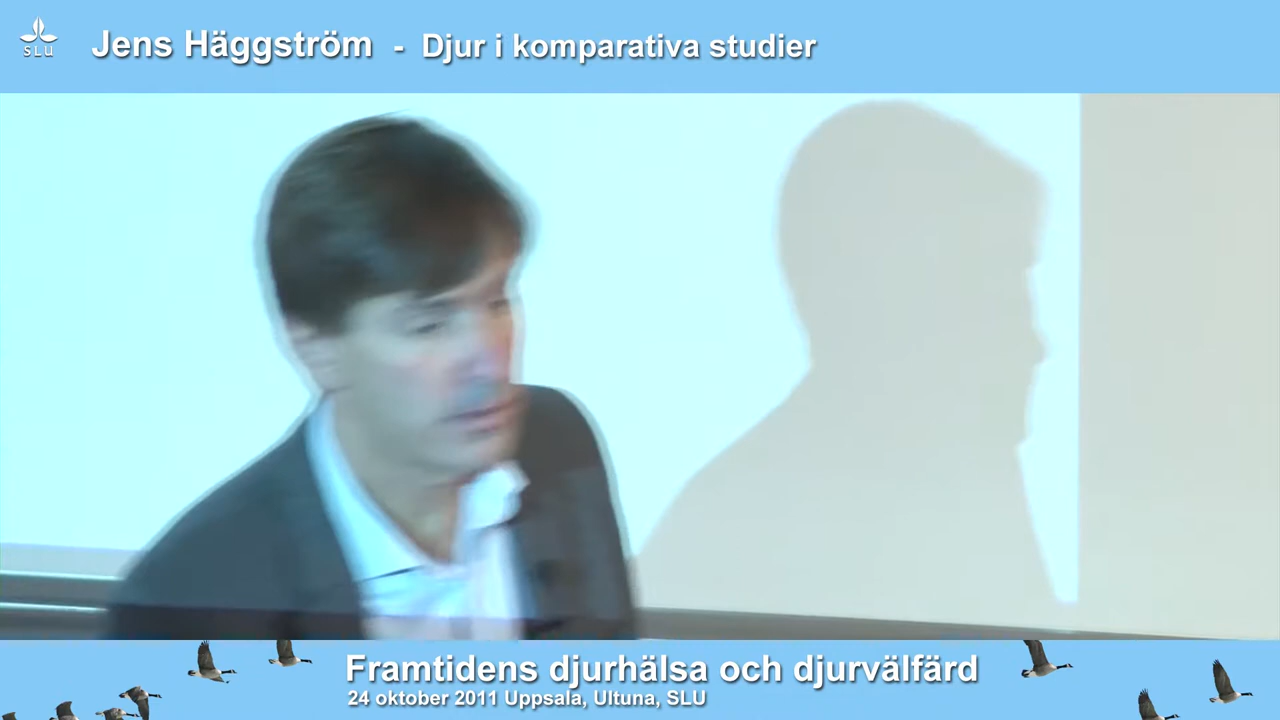 SLU
Jens Häggström - Djur i komparativa studier
Framtidens djurhälsa och djurvälfärd
24 oktober 2011 Uppsala, Ultuna, SLU